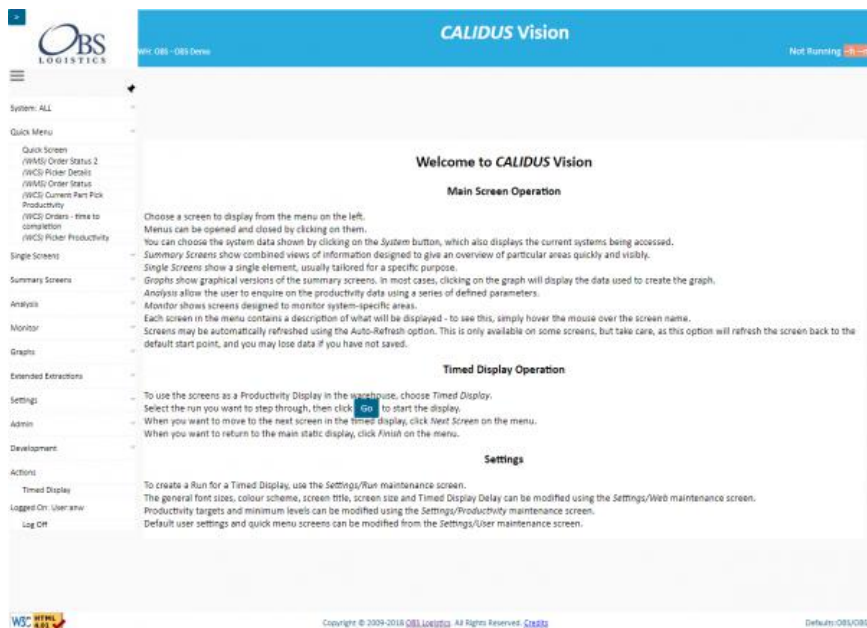 >
OBS
LOGISTICS
CALIDUS Vision
WH: OBS - OBS Demo
Not Running
System: ALL
Quick Menu
Quick Screen
(WMS) Order Status 2
(WCS) Picker Details
(WMS) Order Status
(WCS) Current Part Pick
Productivity
(WCS) Orders - time to
completion
(WCS) Picker Productivity
Single Screens
Summary Screens
Analysis
Monitor
Graphs
Extended Extractions
Settings
Admin
Development
Actions
Timed Display
Logged On: User anw
Log Off
Welcome to CALIDUS Vision
Main Screen Operation
Choose a screen to display from the menu on the left.
Menus can be opened and closed by clicking on them.
You can choose the system data shown by clicking on the System button, which also displays the current systems being accessed.
Summary Screens show combined views of information designed to give an overview of particular areas quickly and visibly.
Single Screens show a single element, usually tailored for a specific purpose.
Graphs show graphical versions of the summary screens. In most cases, clicking on the graph will display the data used to create the graph.
Analysis allow the user to enquire on the productivity data using a series of defined parameters.
Monitor shows screens designed to monitor system-specific areas.
Each screen in the menu contains a description of what will be displayed - to see this, simply hover the mouse over the screen name.
Screens may be automatically refreshed using the Auto-Refresh option. This is only available on some screens, but take care, as this option will refresh the screen back to the
default start point, and you may lose data if you have not saved.
Timed Display Operation
To use the screens as a Productivity Display in the warehouse, choose Timed Display.
Select the run you want to step through, then click Go to start the display.
When you want to move to the next screen in the timed display, click Next Screen on the menu.
When you want to return to the main static display, click Finish on the menu.
Settings
To create a Run for a Timed Display, use the Settings/Run maintenance screen.
The general font sizes, colour scheme, screen title, screen size and Timed Display Delay can be modified using the Settings/Web maintenance screen.
Productivity targets and minimum levels can be modified using the Settings/Productivity maintenance screen.
Default user settings and quick menu screens can be modified from the Settings/User maintenance screen.
W3C HTML 4.01
Copyright © 2009-2018 OBS Logistics. All Rights Reserved. Credits
Defaults:OBS/OBS